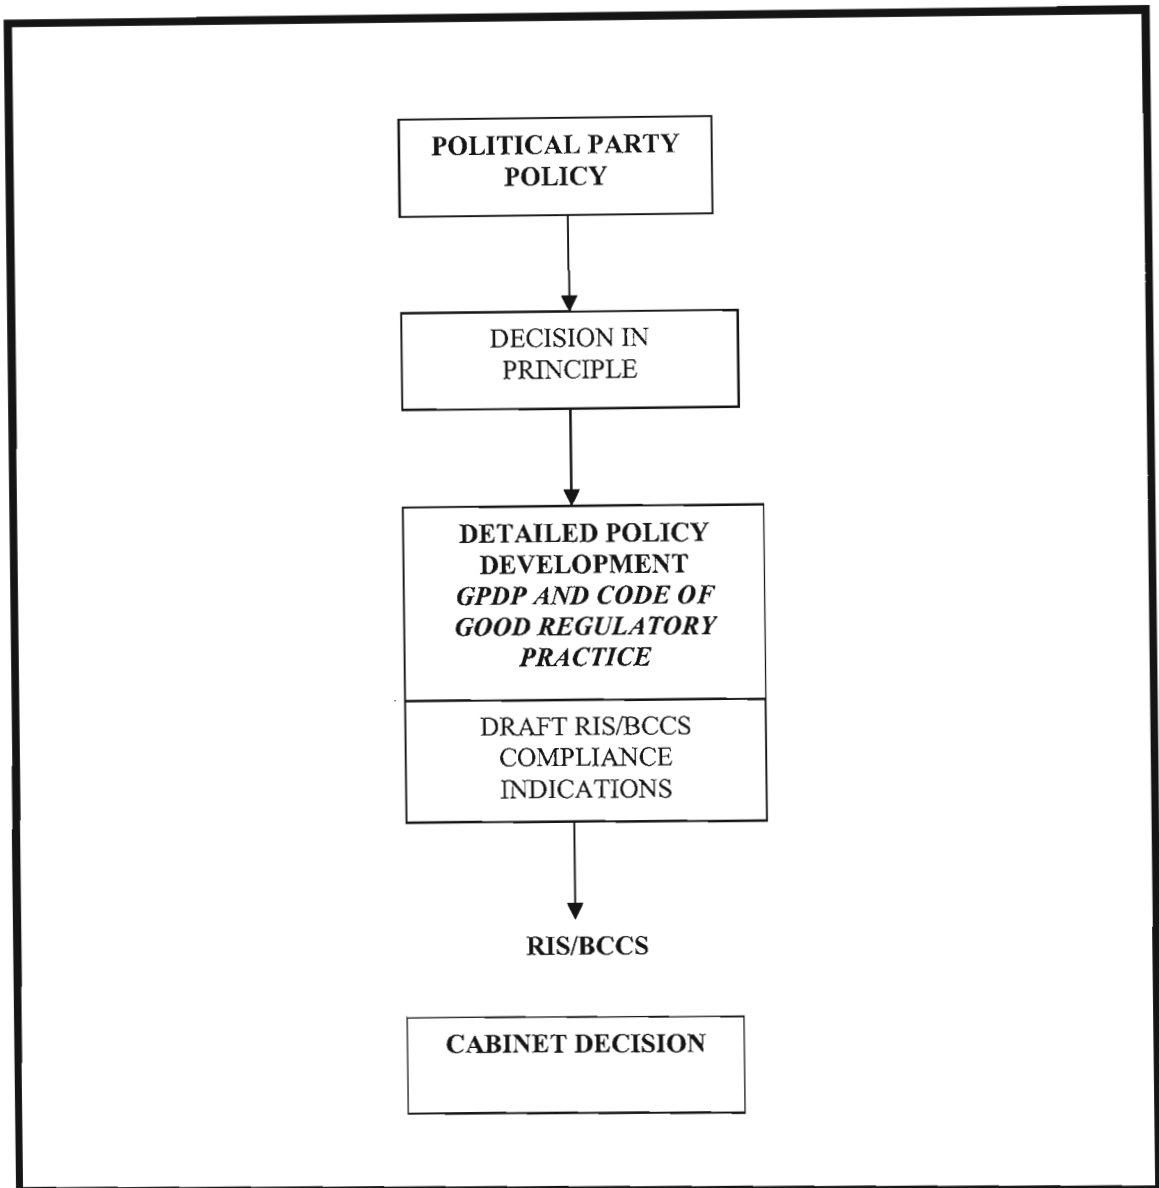 POLITICAL PARTY
POLICY
DECISION IN
PRINCIPLE
DETAILED POLICY
DEVELOPMENT
GPDP AND CODE OF
GOOD REGULATORY
PRACTICE
DRAFT RIS/BCCS
COMPLIANCE
INDICATIONS
RIS/BCCS
CABINET DECISION